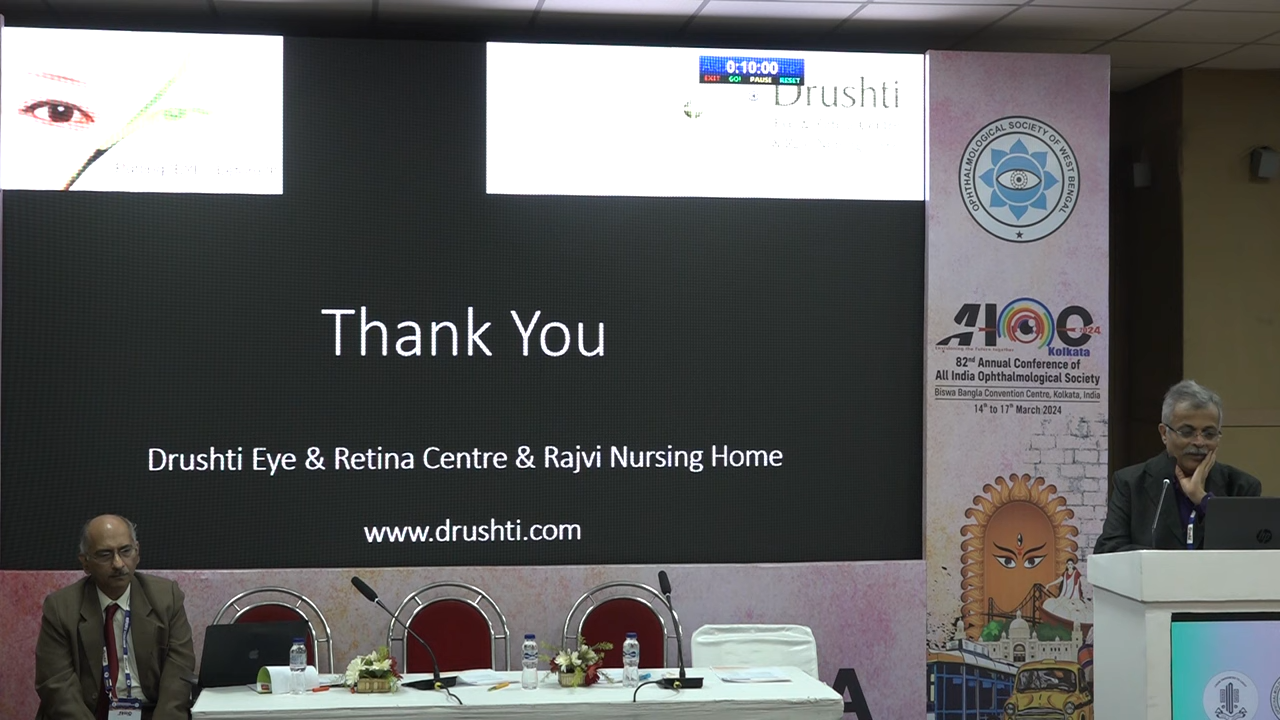 0:10:00
EXIT GO! PAUSE RESET
Drushti
Thank You
Drushti Eye & Retina Centre & Rajvi Nursing Home
www.drushti.com
OPHTHALMOLOGICAL SOCIETY OF WEST BENGAL
AIOC 2024
Kolkata
82nd Annual Conference of
All India Ophthalmological Society
Biswa Bangla Convention Centre, Kolkata, India
14th to 17th March 2024
hp
A